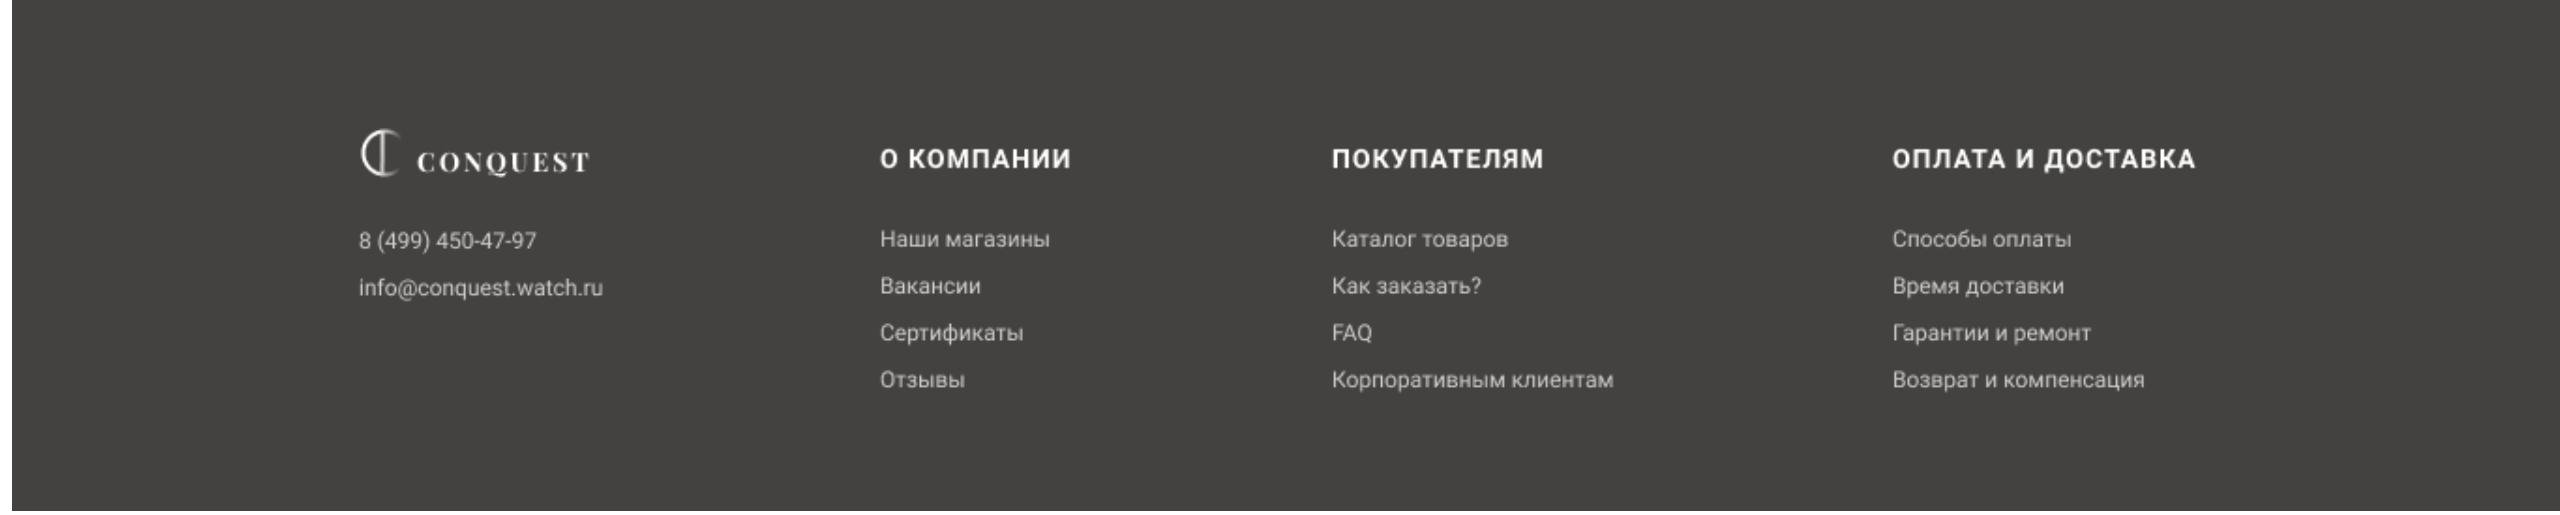 CONQUEST
8 (499) 450-47-97
info@conquest.watch.ru
О КОМПАНИИ
Наши магазины
Вакансии
Сертификаты
Отзывы
ПОКУПАТЕЛЯМ
Каталог товаров
Как заказать?
FAQ
Корпоративным клиентам
ОПЛАТА И ДОСТАВКА
Способы оплаты
Время доставки
Гарантии и ремонт
Возврат и компенсация